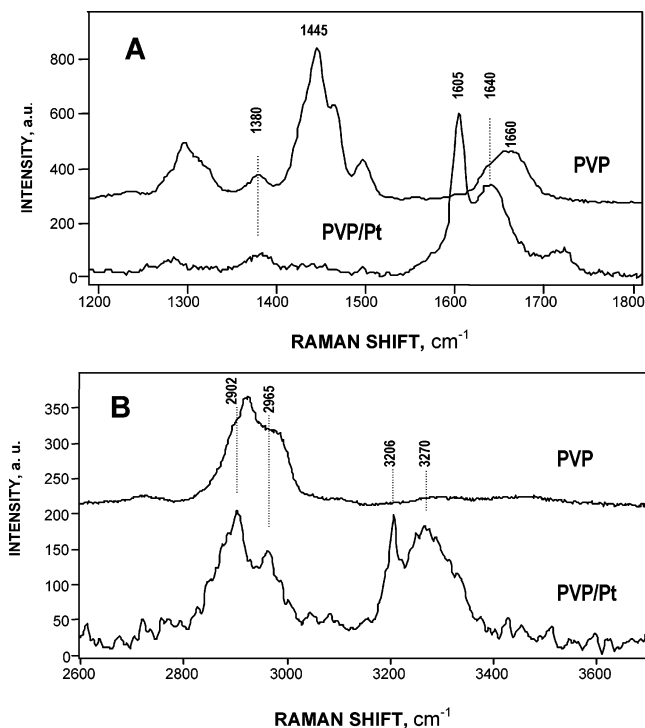 A
1445
1380
1605
1640
1660
PVP
PVP/Pt
INTENSITY, a.u.
800
600
400
200
0
1200 1300 1400 1500 1600 1700 1800
RAMAN SHIFT, cm-1
B
2902
2965
3206
3270
PVP
PVP/Pt
INTENSITY, a. u.
350
300
250
200
150
100
50
0
2600 2800 3000 3200 3400 3600
RAMAN SHIFT, cm-1